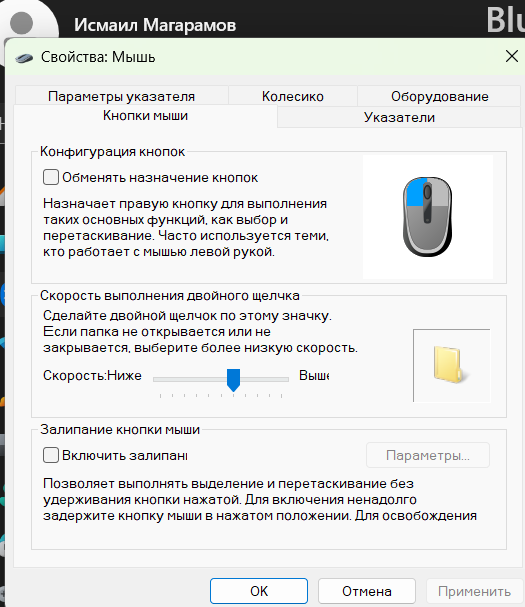 Исмаил Магарамов
Blu
Свойства: Мышь
Параметры указателя
Колесико
Оборудование
Кнопки мыши
Указатели
Конфигурация кнопок
Обменять назначение кнопок
Назначает правую кнопку для выполнения
таких основных функций, как выбор и
перетаскивание. Часто используется теми,
кто работает с мышью левой рукой.
Скорость выполнения двойного щелчка
Сделайте двойной щелчок по этому значку.
Если папка не открывается или не
закрывается, выберите более низкую скорость.
Скорость:Ниже
Выше
Залипание кнопки мыши
Включить залипані
Параметры...
Позволяет выполнять выделение и перетаскивание без
удерживания кнопки нажатой. Для включения ненадолго
задержите кнопку мыши в нажатом положении. Для освобождения
OK
Отмена
Применить